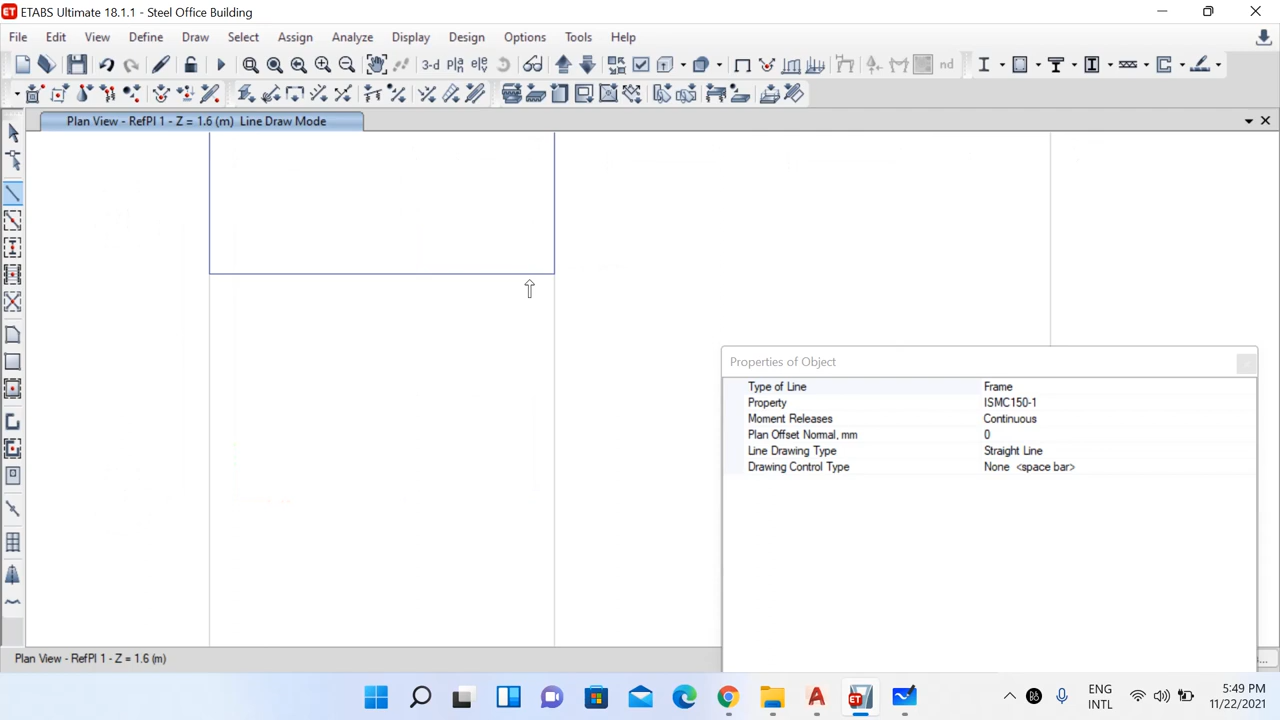 ETABS Ultimate 18.1.1 - Steel Office Building
File Edit View Define Draw Select Assign Analyze Display Design Options Tools Help
3-d Pla ele nd
Plan View - RefPl 1 - Z = 1.6 (m) Line Draw Mode
Properties of Object
Type of Line Frame
Property ISMC150-1
Moment Releases Continuous
Plan Offset Normal, mm 0
Line Drawing Type Straight Line
Drawing Control Type None <space bar>
Plan View - RefPl 1 - Z = 1.6 (m)
...
ENG
INTL
5:49 PM
11/22/2021